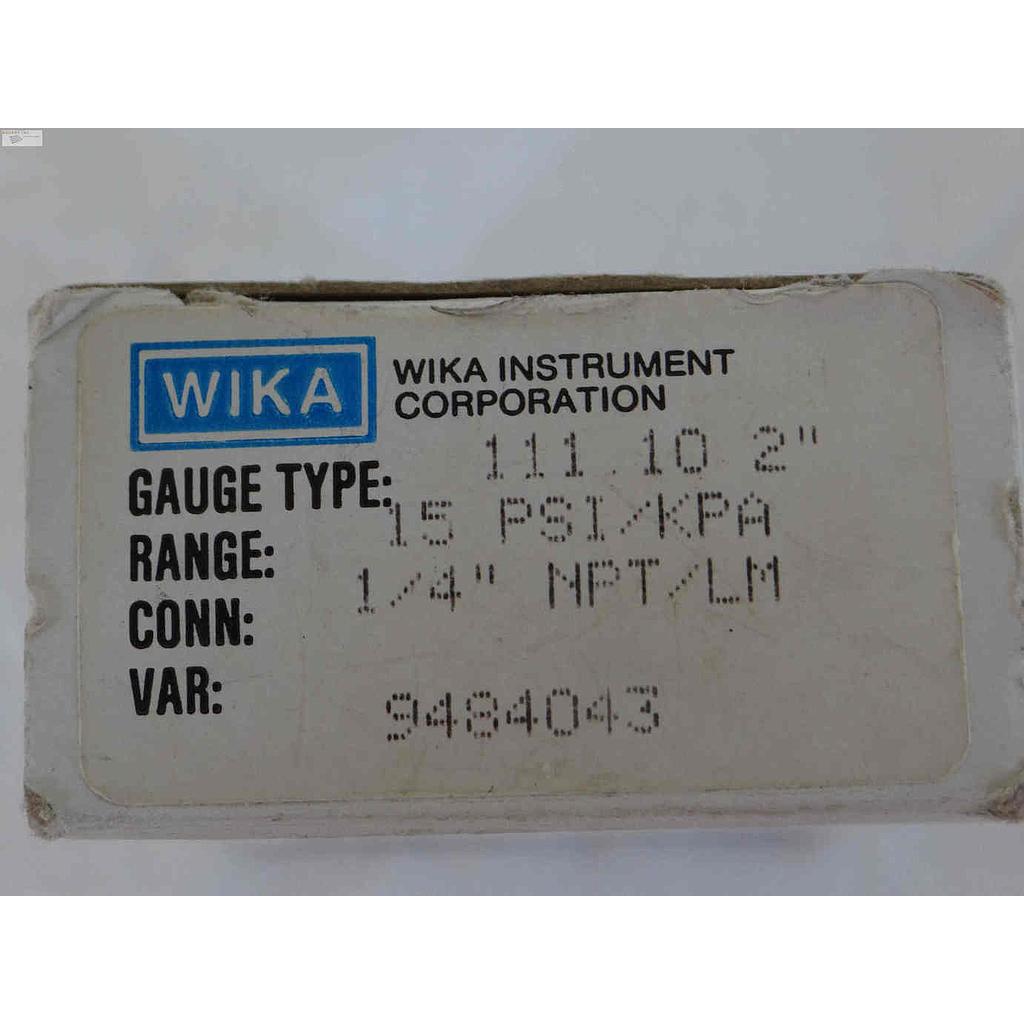 WIKA
WIKA INSTRUMENT
CORPORATION
GAUGE TYPE: 111.10 2"
RANGE: 15 PSI/KPA
CONN: 1/4" NPT/LM
VAR:
9484043